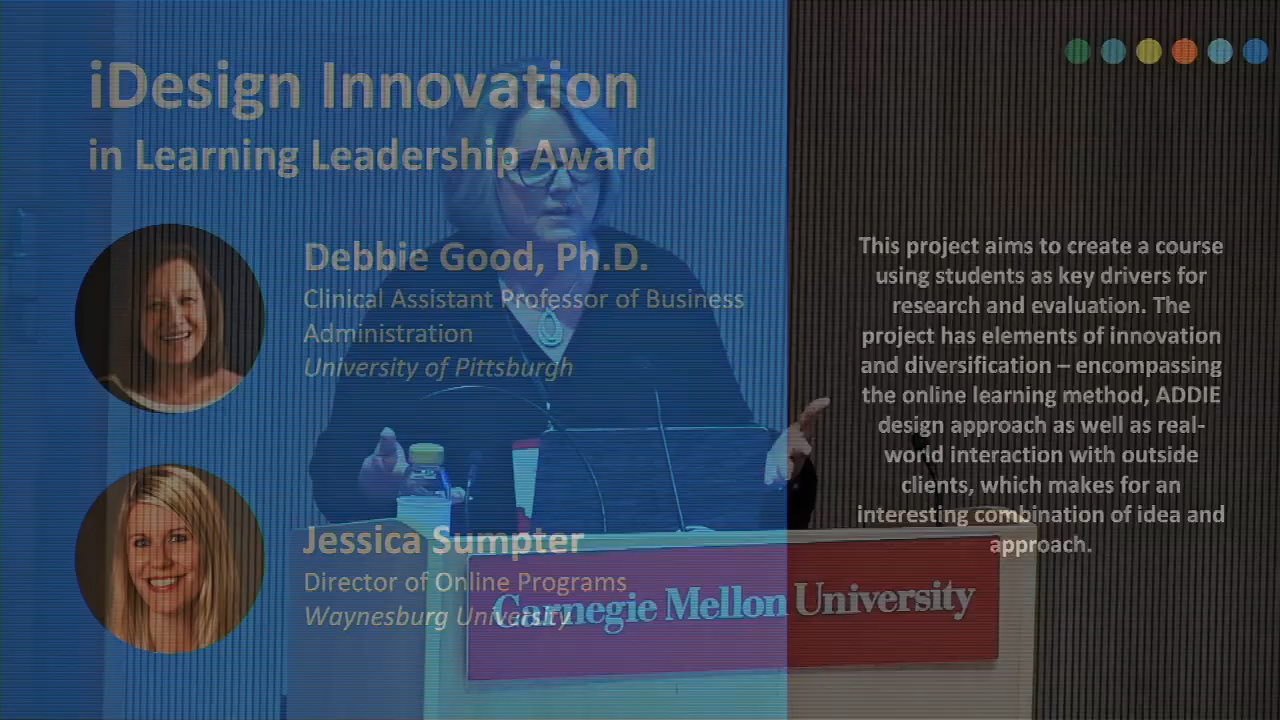 iDesign Innovation
in Learning Leadership Award
Debbie Good, Ph.D.
Clinical Assistant Professor of Business
Administration
University of Pittsburgh
Jessica Sumpter
Director of Online Programs
Waynesburg University
This project aims to create a course
using students as key drivers for
research and evaluation. The
project has elements of innovation
and diversification – encompassing
the online learning method, ADDIE
design approach as well as real-
world interaction with outside
clients, which makes for an
interesting combination of idea and
approach.
Carnegie Mellon University